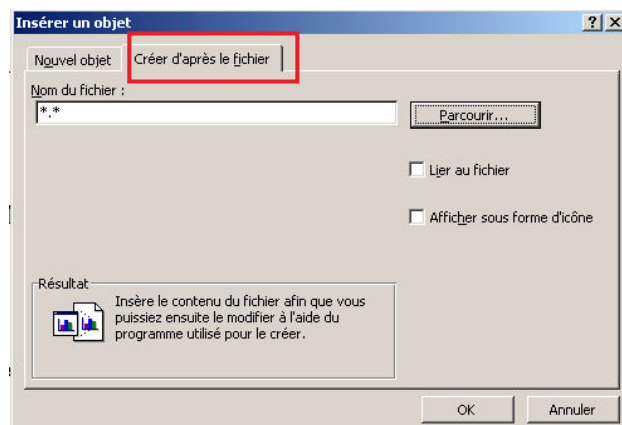 Insérer un objet
Nouvel objet
Créer d'après le fichier
Nom du fichier :
*.*
Parcourir...
Lier au fichier
Afficher sous forme d'icône
Résultat
Insère le contenu du fichier afin que vous
puissiez ensuite le modifier à l'aide du
programme utilisé pour le créer.
OK
Annuler